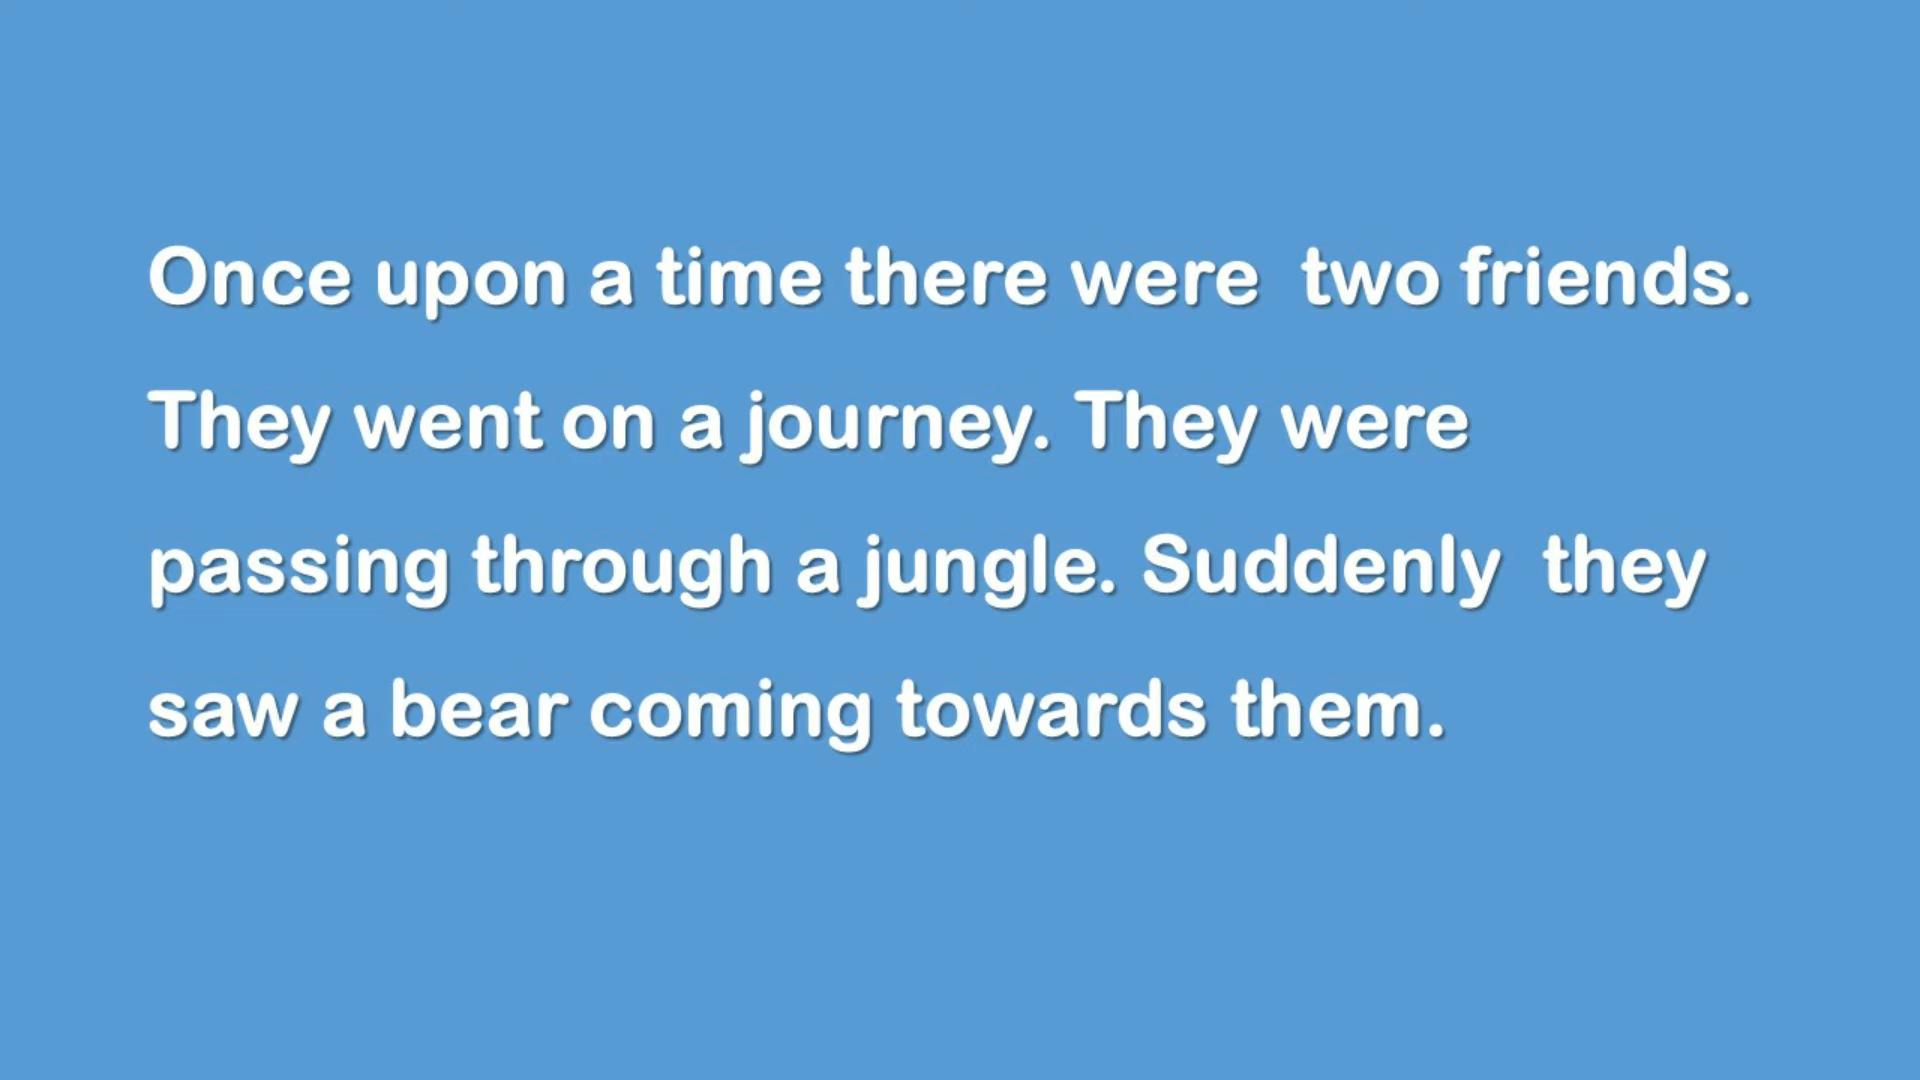 Once upon a time there were  two friends.
They went on a journey. They were
passing through a jungle. Suddenly  they
saw a bear coming towards them.